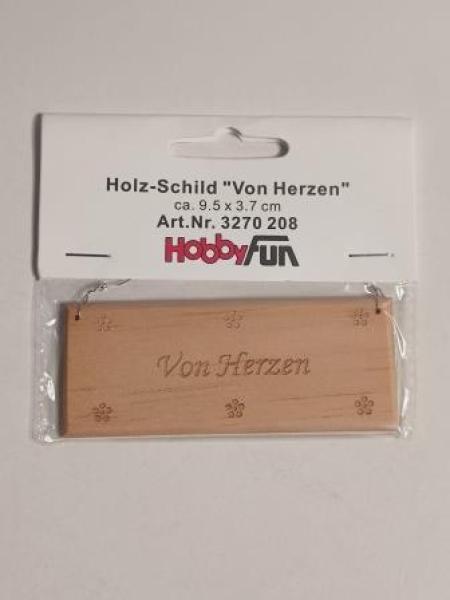 Holz-Schild "Von Herzen"
ca. 9.5 x 3.7 cm
Art.Nr. 3270 208
HobbyFun
Von Herzen